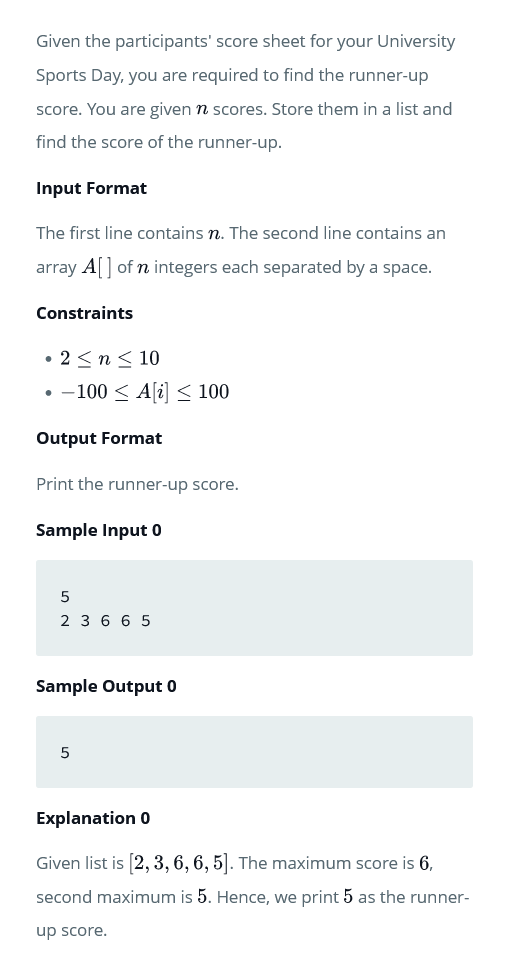 Given the participants' score sheet for your University
Sports Day, you are required to find the runner-up
score. You are given n scores. Store them in a list and
find the score of the runner-up.
Input Format
The first line contains n. The second line contains an
array A[ ] of n integers each separated by a space.
Constraints
• 2 ≤ n ≤ 10
• −100 ≤ A[i] ≤ 100
Output Format
Print the runner-up score.
Sample Input 0
5
2 3 6 6 5
Sample Output 0
5
Explanation 0
Given list is [2, 3, 6, 6, 5]. The maximum score is 6,
second maximum is 5. Hence, we print 5 as the runner-
up score.